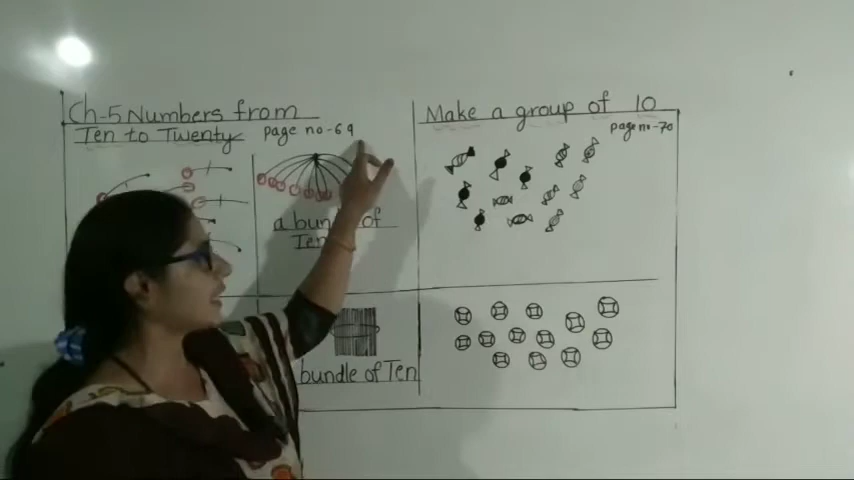 Ch-5 Numbers from
Ten to Twenty page no-69
a bundle of
Ten
bundle of Ten
Make a group of 10
page no-70